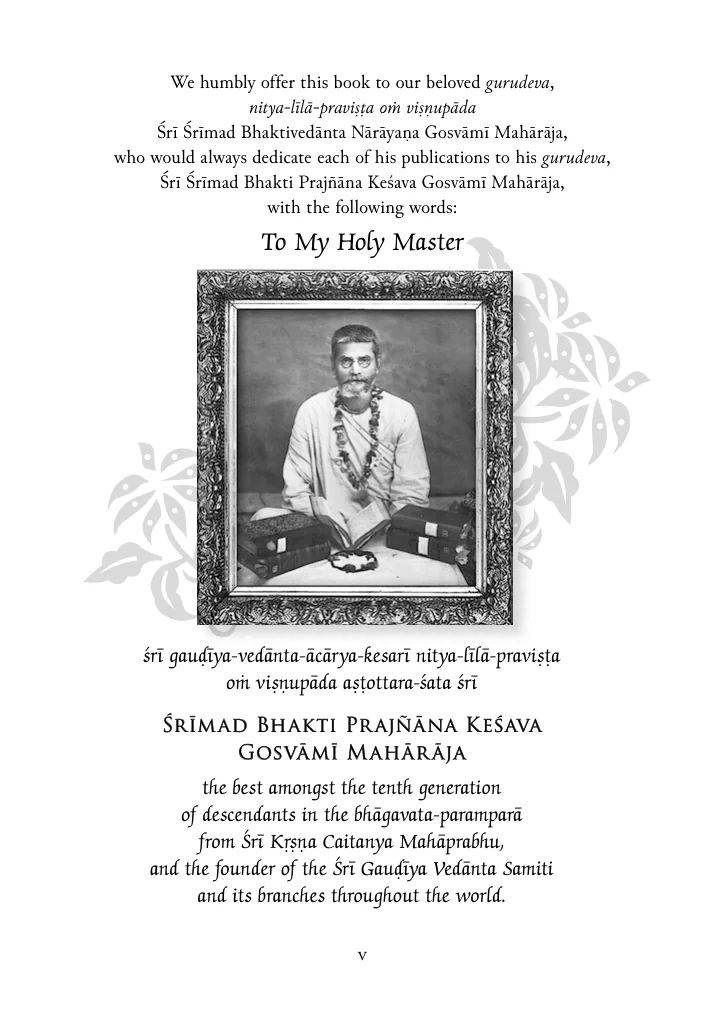 We humbly offer this book to our beloved gurudeva,
nitya-līlā-praviṣṭa oṁ viṣṇupāda
Śrī Śrīmad Bhaktivedānta Nārāyaṇa Gosvāmī Mahārāja,
who would always dedicate each of his publications to his gurudeva,
Śrī Śrīmad Bhakti Prajñāna Keśava Gosvāmī Mahārāja,
with the following words:
To My Holy Master
śrī gauḍīya-vedānta-ācārya-kesarī nitya-līlā-praviṣṭa
oṁ viṣṇupāda aṣṭottara-śata śrī
Śrīmad Bhakti Prajñāna Keśava
Gosvāmī Mahārāja
the best amongst the tenth generation
of descendants in the bhāgavata-paramparā
from Śrī Kṛṣṇa Caitanya Mahāprabhu,
and the founder of the Śrī Gauḍīya Vedānta Samiti
and its branches throughout the world.
v